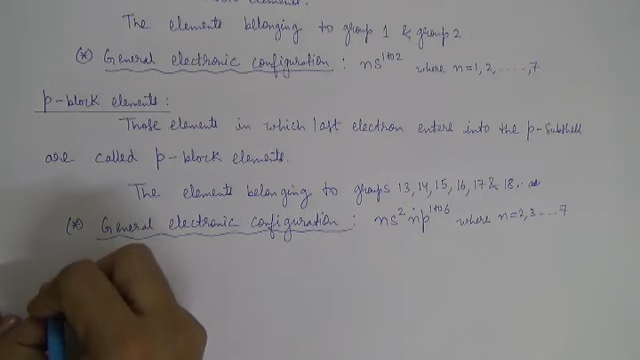 elements.
The elements belonging to group 1 & group 2.
(*) General electronic configuration : ns¹ᵗᵒ² where n=1, 2, ....., 7
p-block elements :
Those elements in which last electron enters into the p-subshell
are called p-block elements.
The elements belonging to groups 13, 14, 15, 16, 17 & 18.
(*) General electronic configuration : ns² np¹ᵗᵒ⁶ where n=2, 3 .... 7